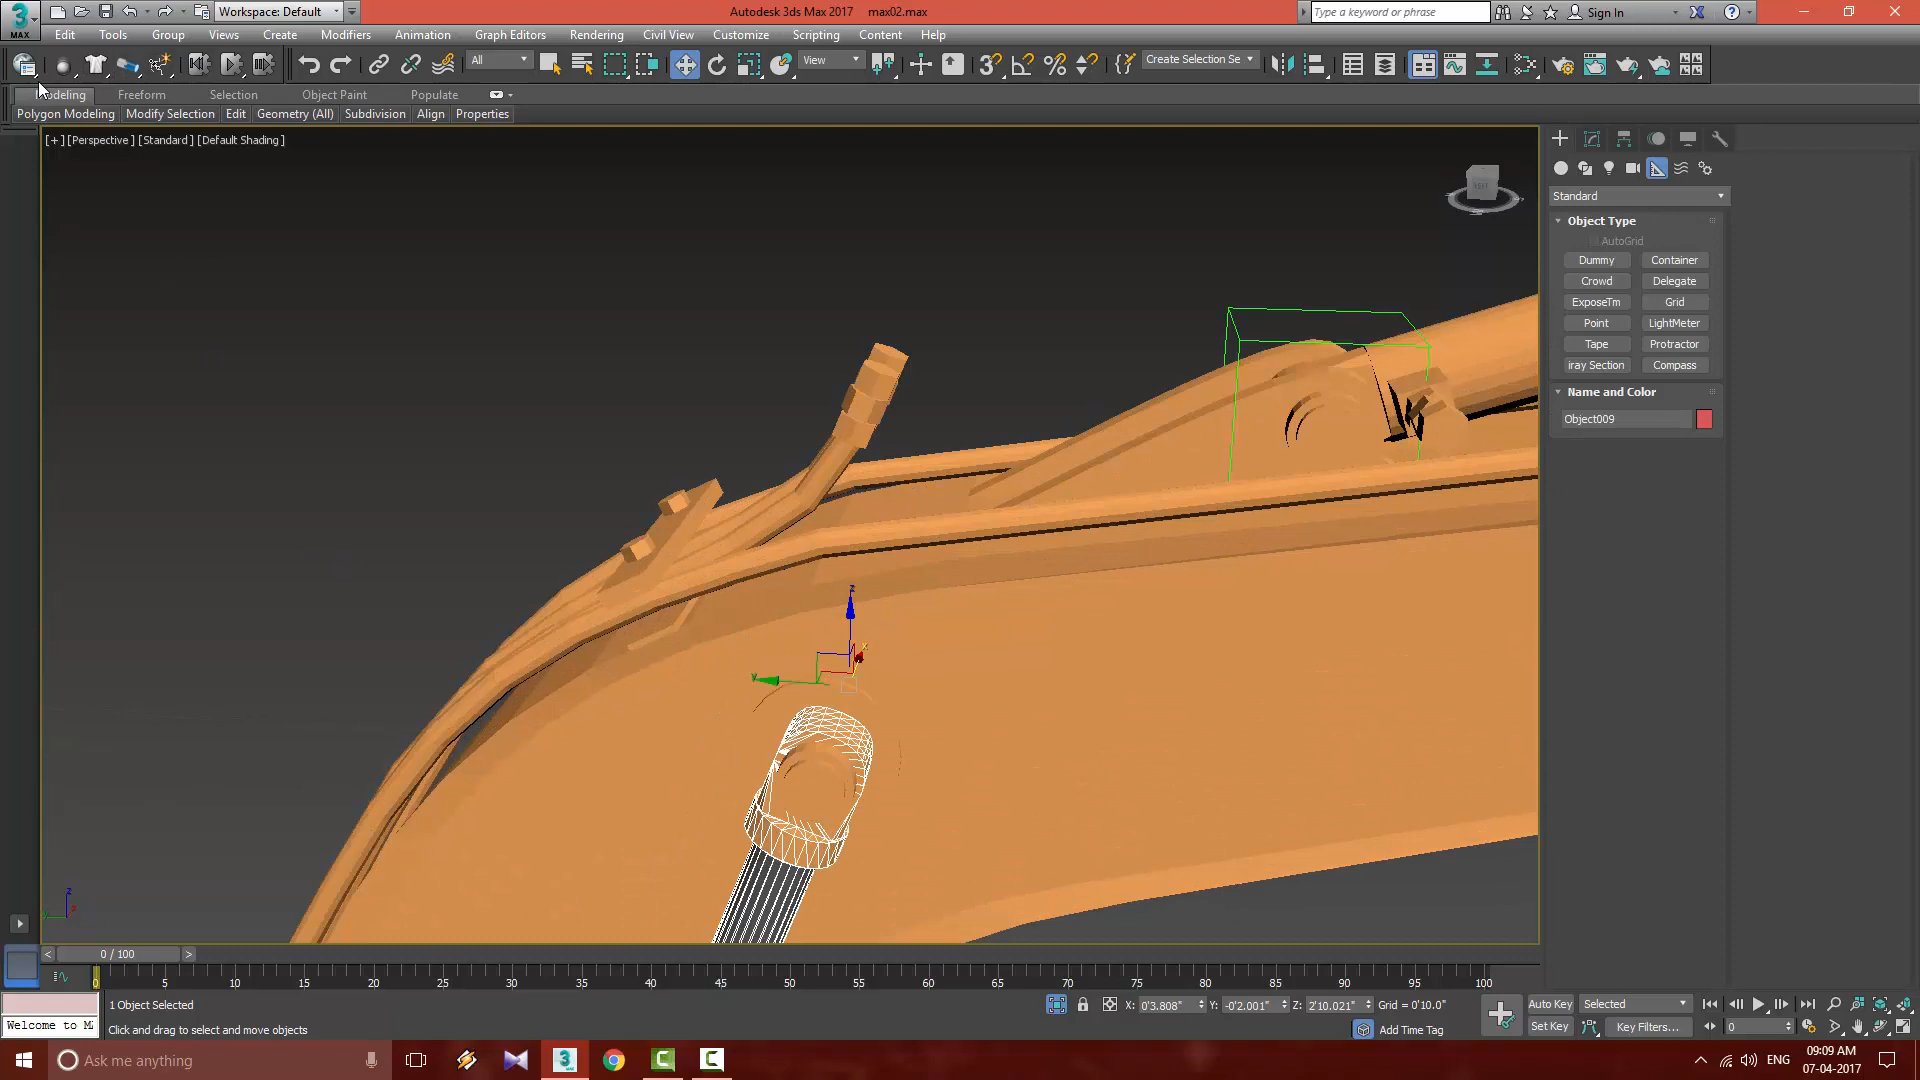 MAX
Workspace: Default
Autodesk 3ds Max 2017 max02.max
Type a keyword or phrase
Sign In
Edit Tools Group Views Create Modifiers Animation Graph Editors Rendering Civil View Customize Scripting Content Help
All
View
Create Selection Se
Modeling Freeform Selection Object Paint Populate
Polygon Modeling Modify Selection Edit Geometry (All) Subdivision Align Properties
[+] [Perspective ] [Standard ] [Default Shading ]
Standard
Object Type
AutoGrid
Dummy Container
Crowd Delegate
ExposeTm Grid
Point LightMeter
Tape Protractor
iray Section Compass
Name and Color
Object009
z
y
z
0 / 100
0 5 10 15 20 25 30 35 40 45 50 55 60 65 70 75 80 85 90 95 100
1 Object Selected
X: 0'3.808" Y: -0'2.001" Z: 2'10.021" Grid = 0'10.0"
Auto Key Selected
Welcome to M
Click and drag to select and move objects
Add Time Tag
Set Key Key Filters...
0
Ask me anything
ENG
09:09 AM
07-04-2017